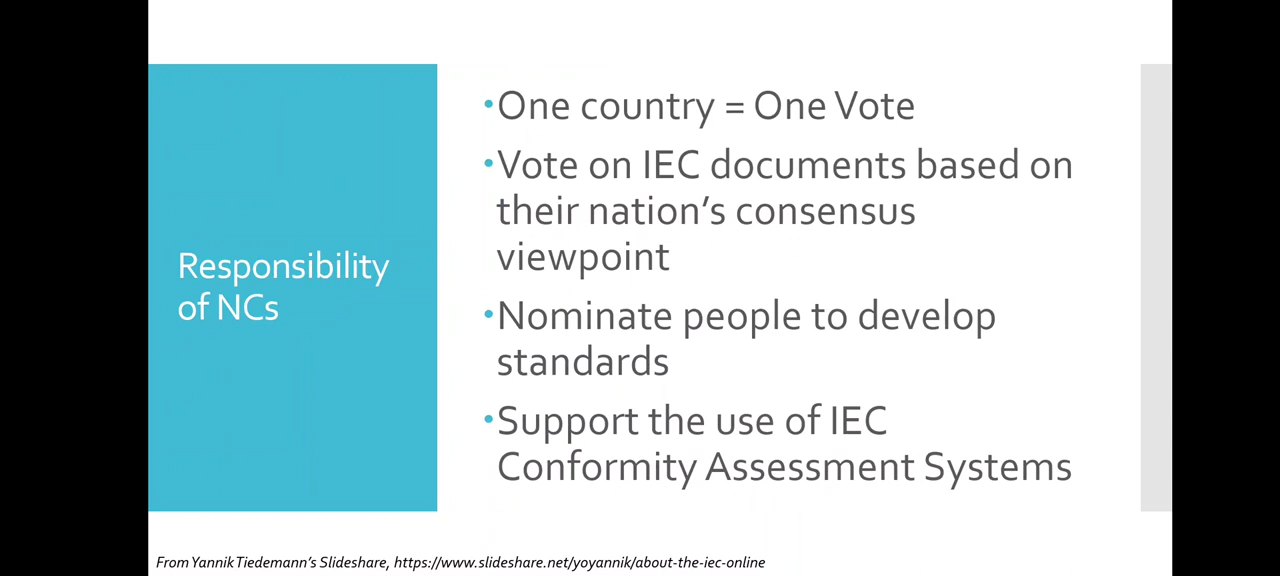 Responsibility
of NCs
•One country = One Vote
•Vote on IEC documents based on
their nation’s consensus
viewpoint
•Nominate people to develop
standards
•Support the use of IEC
Conformity Assessment Systems
From Yannik Tiedemann’s Slideshare, https://www.slideshare.net/yoyannik/about-the-iec-online